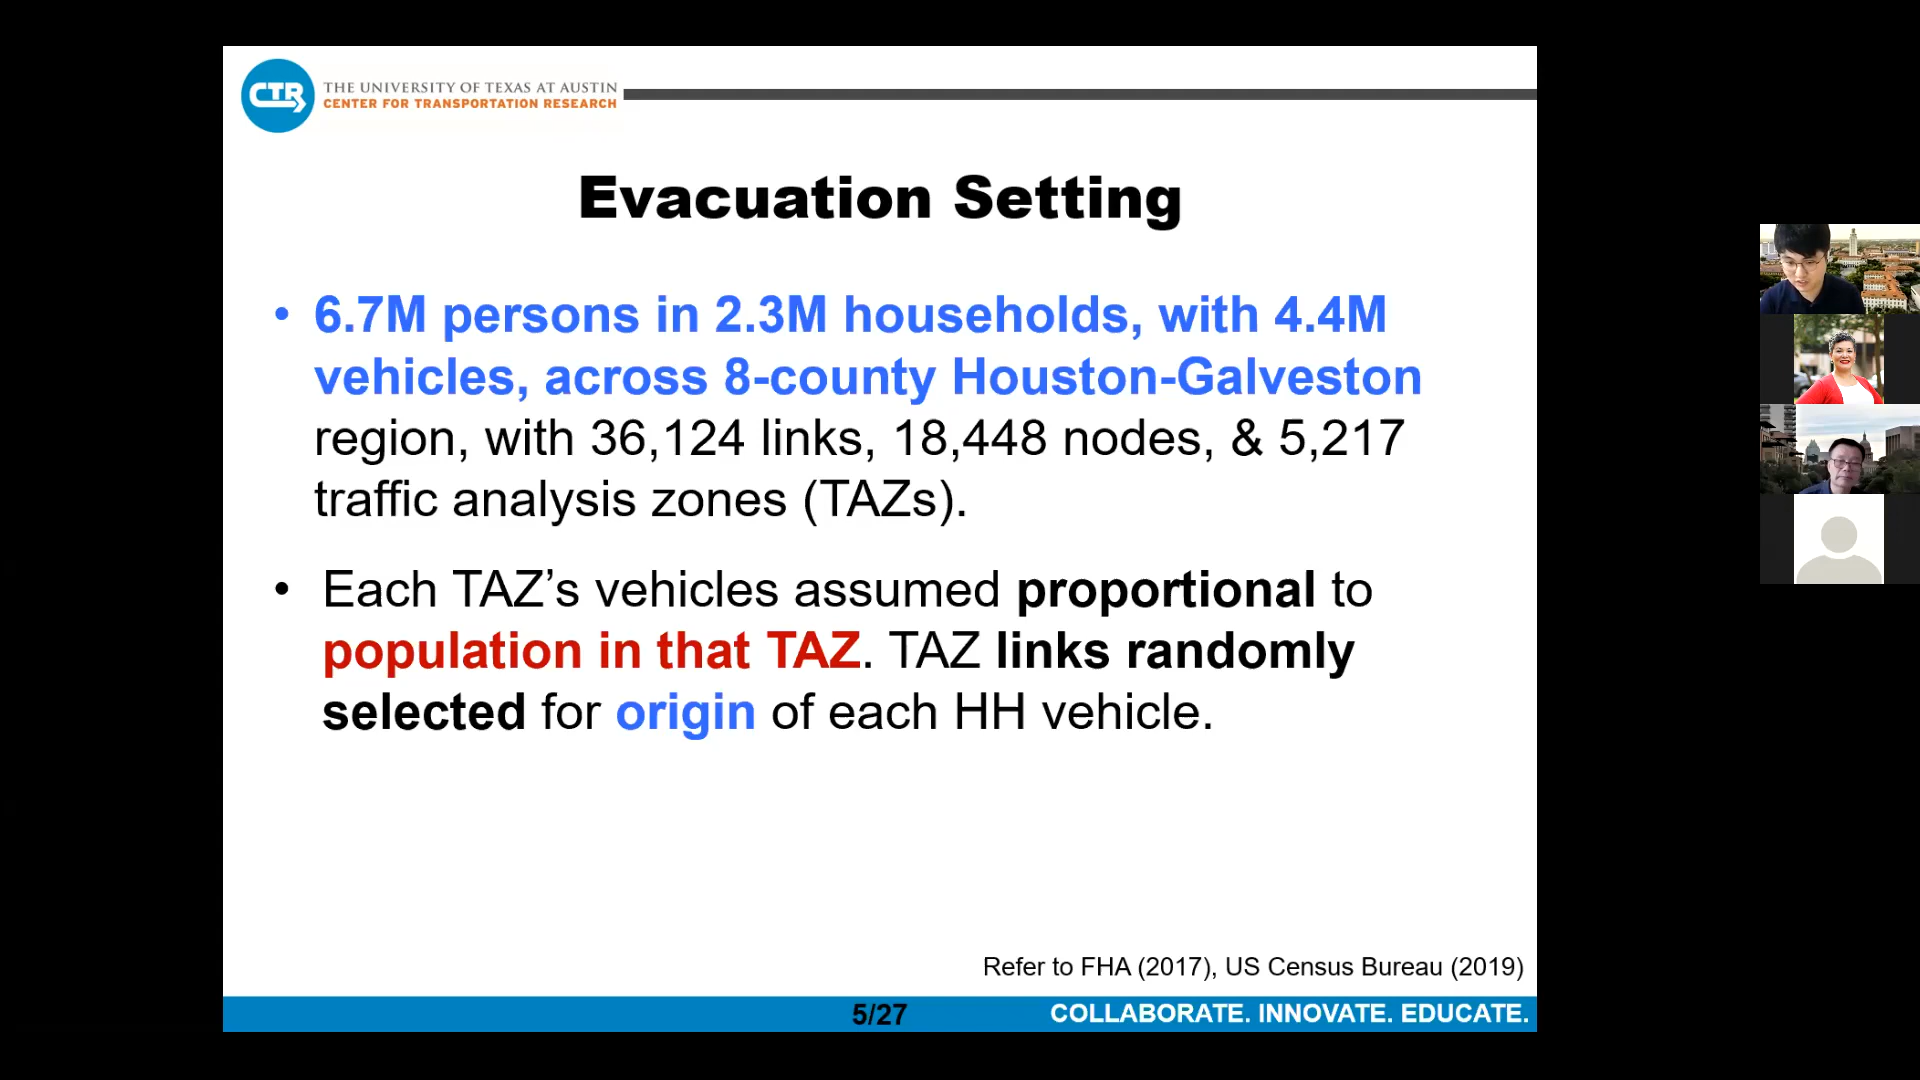 CTR
THE UNIVERSITY OF TEXAS AT AUSTIN
CENTER FOR TRANSPORTATION RESEARCH
Evacuation Setting
• 6.7M persons in 2.3M households, with 4.4M
vehicles, across 8-county Houston-Galveston
region, with 36,124 links, 18,448 nodes, & 5,217
traffic analysis zones (TAZs).
• Each TAZ’s vehicles assumed proportional to
population in that TAZ. TAZ links randomly
selected for origin of each HH vehicle.
Refer to FHA (2017), US Census Bureau (2019)
5/27
COLLABORATE. INNOVATE. EDUCATE.